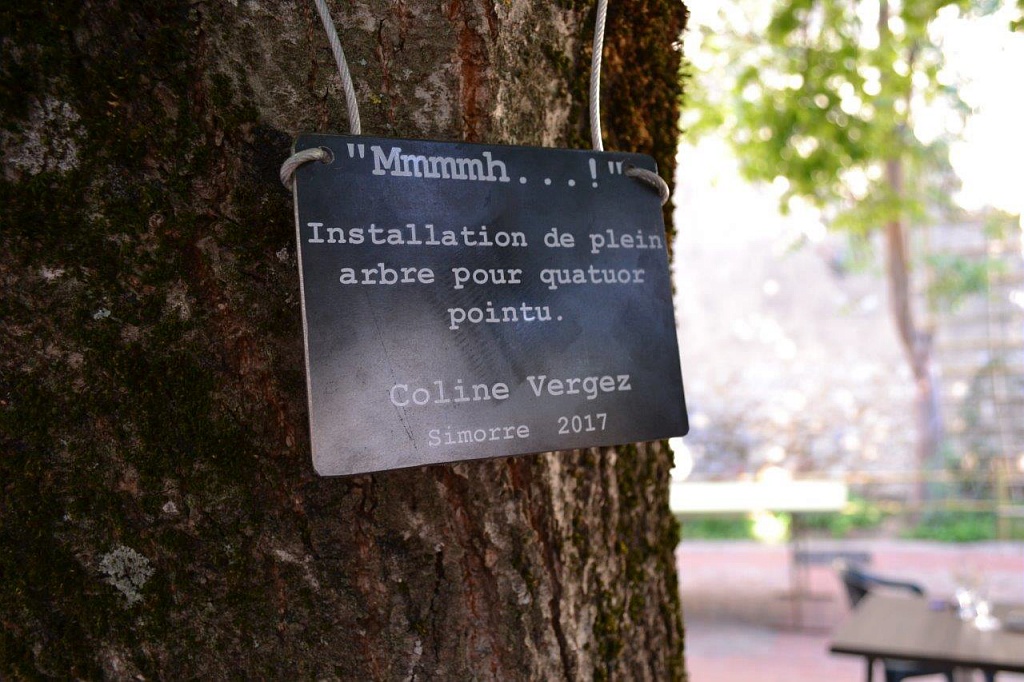 "Mmmmh...!"
Installation de plein
arbre pour quatuor
pointu.
Coline Vergez
Simorre 2017